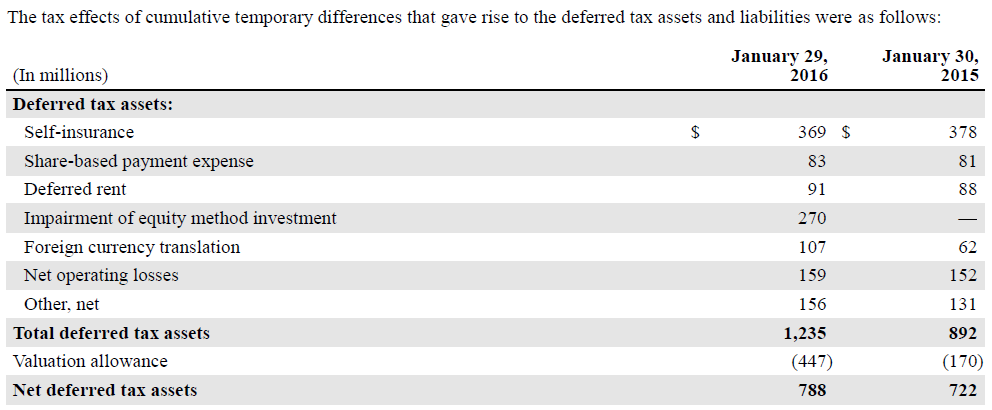 The tax effects of cumulative temporary differences that gave rise to the deferred tax assets and liabilities were as follows:
January 29, January 30,
(In millions) 2016 2015
Deferred tax assets:
Self-insurance $ 369 $ 378
Share-based payment expense 83 81
Deferred rent 91 88
Impairment of equity method investment 270 —
Foreign currency translation 107 62
Net operating losses 159 152
Other, net 156 131
Total deferred tax assets 1,235 892
Valuation allowance (447) (170)
Net deferred tax assets 788 722